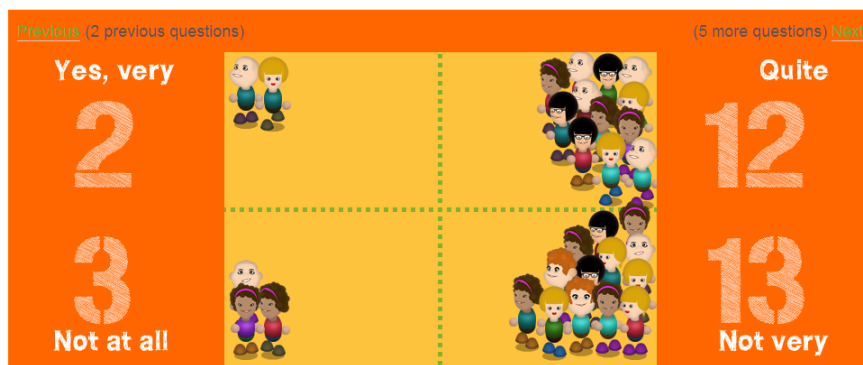 Previous (2 previous questions)
(5 more questions) Next
Yes, very
Quite
2
12
3
13
Not at all
Not very